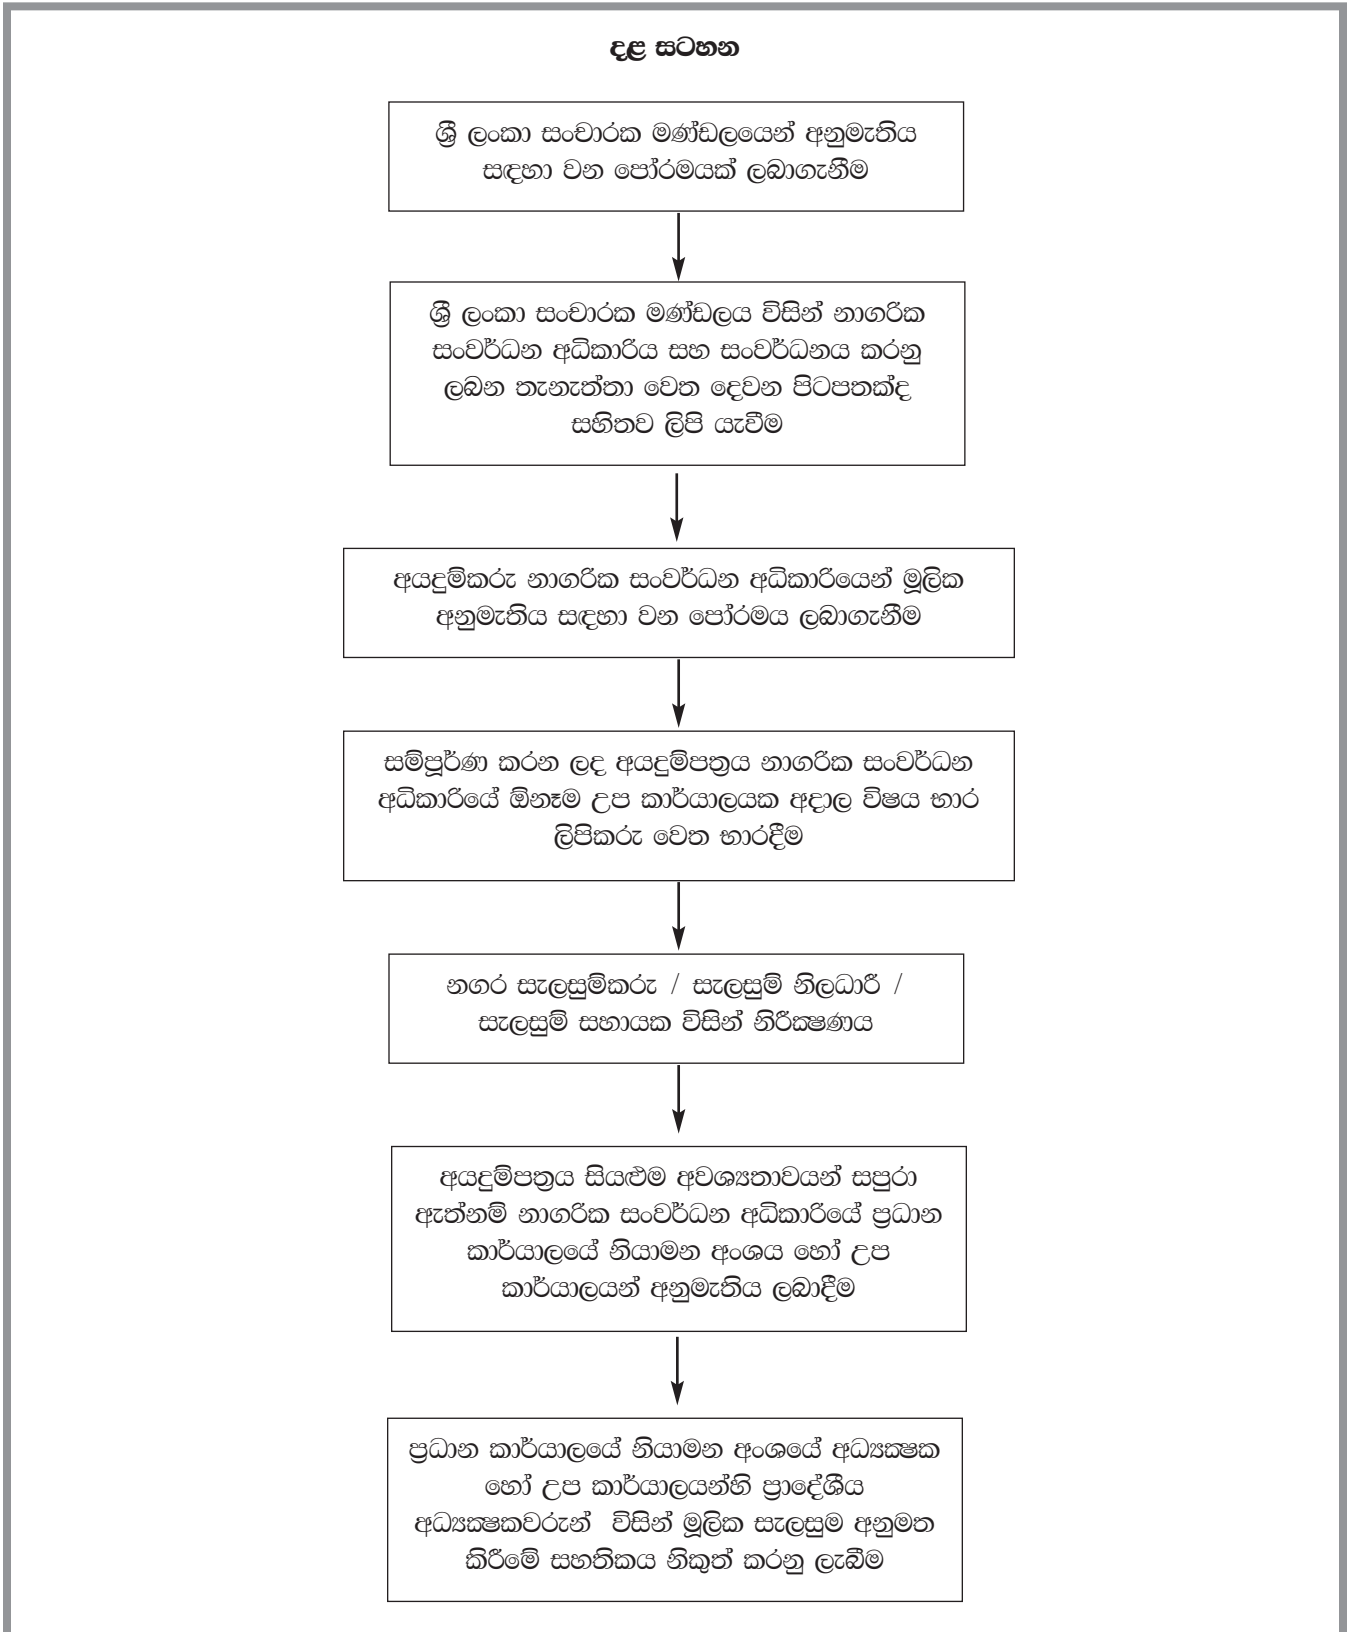 දළ සටහන
ශ්‍රී ලංකා සංචාරක මණ්ඩලයෙන් අනුමැතිය
සඳහා වන පෝරමයක් ලබාගැනීම
ශ්‍රී ලංකා සංචාරක මණ්ඩලය විසින් නාගරික
සංවර්ධන අධිකාරිය සහ සංවර්ධනය කරනු
ලබන තැනැත්තා වෙත දෙවන පිටපතක්ද
සහිතව ලිපි යැවීම
අයදුම්කරු නාගරික සංවර්ධන අධිකාරියෙන් මූලික
අනුමැතිය සඳහා වන පෝරමය ලබාගැනීම
සම්පූර්ණ කරන ලද අයදුම්පත්‍රය නාගරික සංවර්ධන
අධිකාරියේ ඕනෑම උප කාර්යාලයක අදාල විෂය භාර
ලිපිකරු වෙත භාරදීම
නගර සැලසුම්කරු / සැලසුම් නිලධාරී /
සැලසුම් සහායක විසින් නිරීක්‍ෂණය
අයදුම්පත්‍රය සියළුම අවශ්‍යතාවයන් සපුරා
ඇත්නම් නාගරික සංවර්ධන අධිකාරියේ ප්‍රධාන
කාර්යාලයේ නියාමන අංශය හෝ උප
කාර්යාලයන් අනුමැතිය ලබාදීම
ප්‍රධාන කාර්යාලයේ නියාමන අංශයේ අධ්‍යක්‍ෂක
හෝ උප කාර්යාලයන්හි ප්‍රාදේශීය
අධ්‍යක්‍ෂකවරුන් විසින් මූලික සැලසුම අනුමත
කිරීමේ සහතිකය නිකුත් කරනු ලැබීම